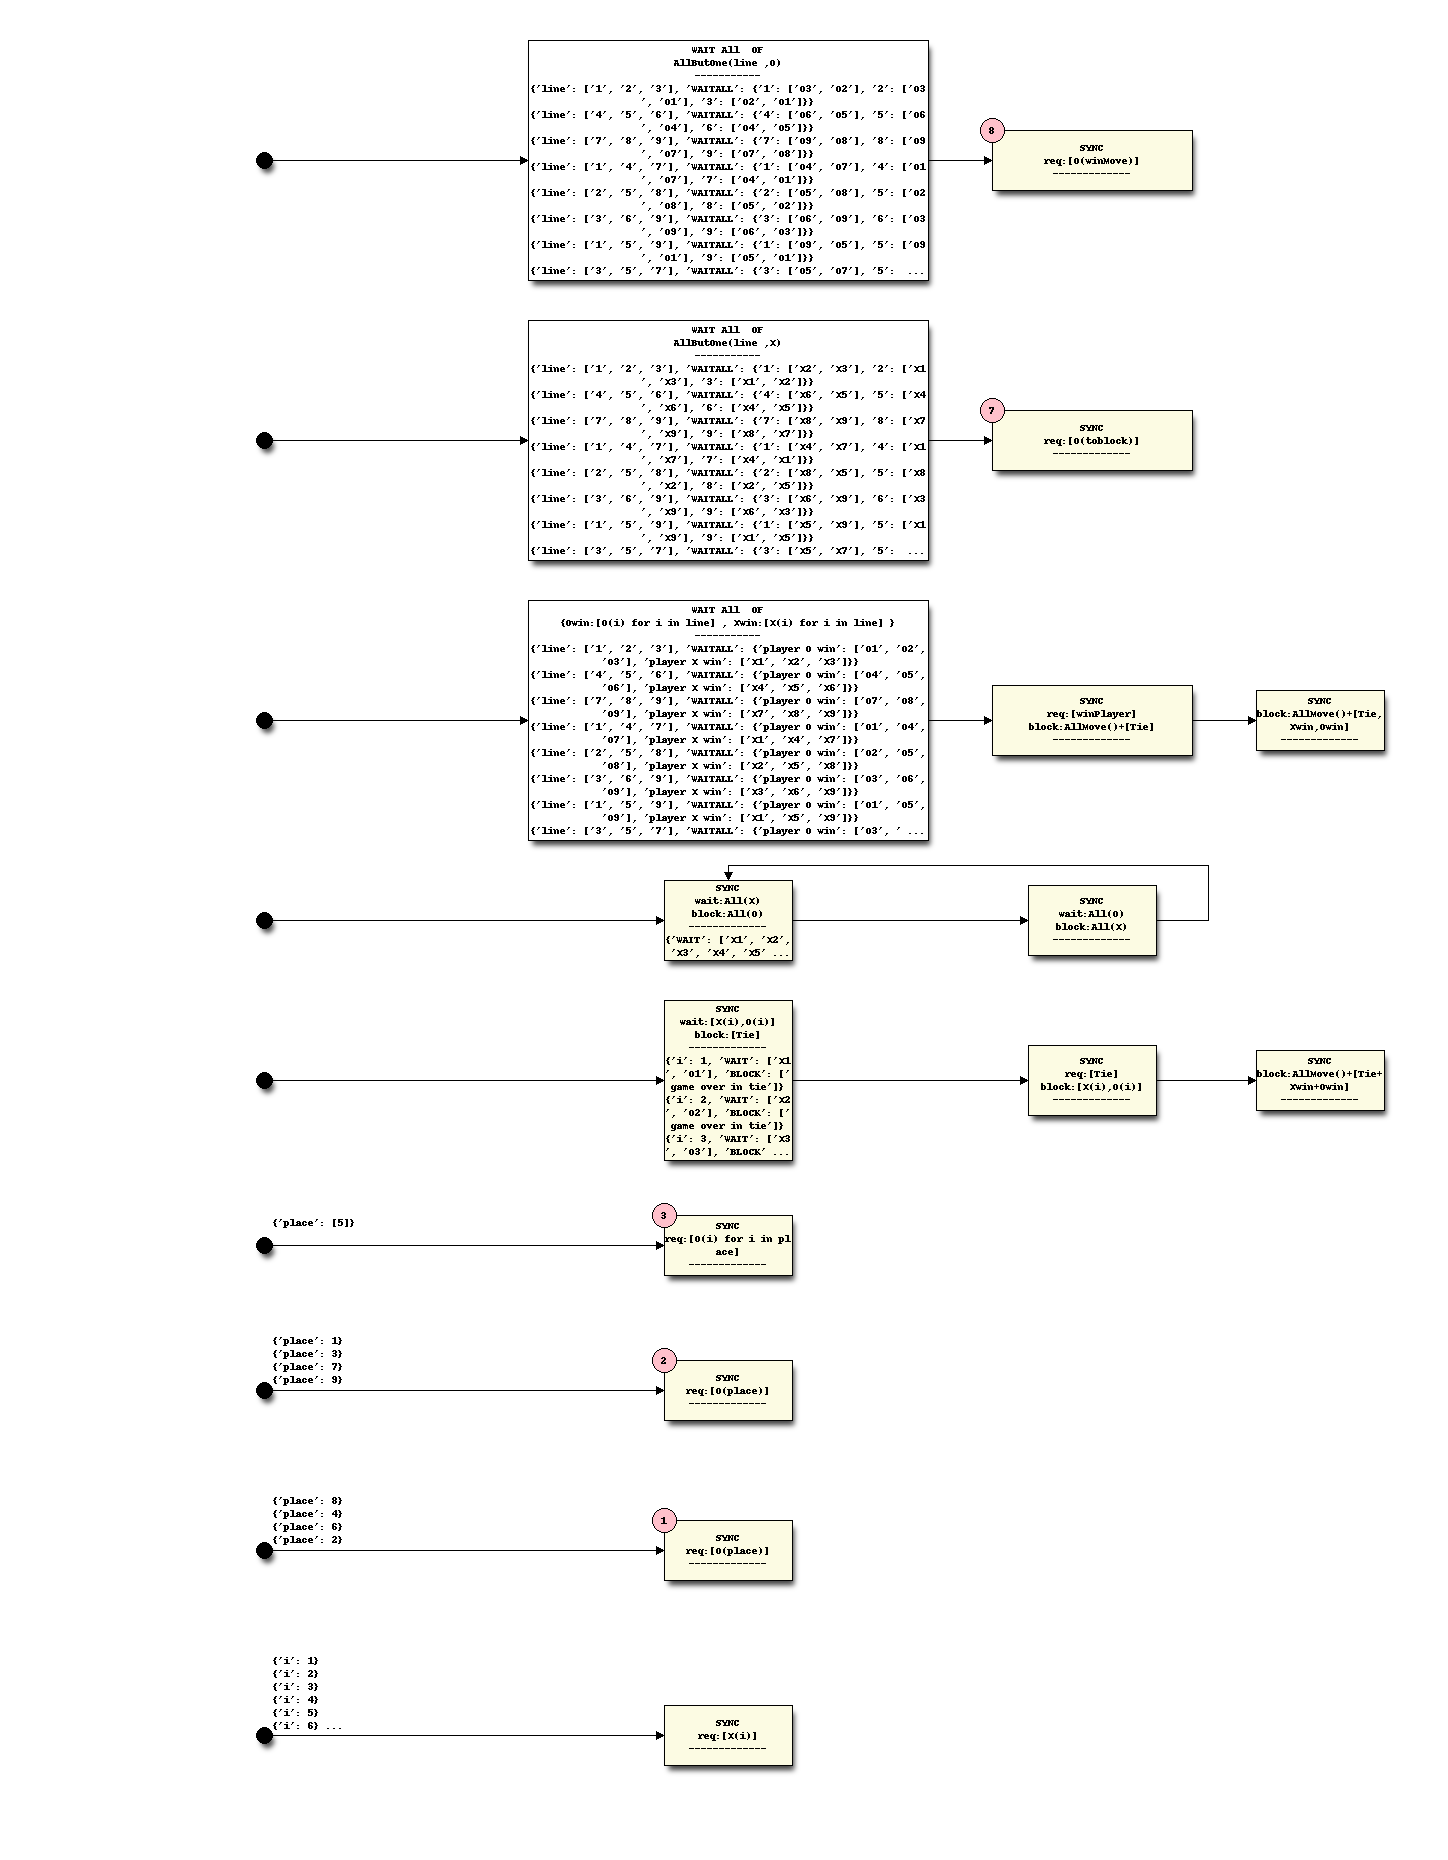 WAIT All  OF
AllButOne(line ,O)
-----------
{'line': ['1', '2', '3'], 'WAITALL': {'1': ['O3', 'O2'], '2': ['O3
', 'O1'], '3': ['O2', 'O1']}}
{'line': ['4', '5', '6'], 'WAITALL': {'4': ['O6', 'O5'], '5': ['O6
', 'O4'], '6': ['O4', 'O5']}}
{'line': ['7', '8', '9'], 'WAITALL': {'7': ['O9', 'O8'], '8': ['O9
', 'O7'], '9': ['O7', 'O8']}}
{'line': ['1', '4', '7'], 'WAITALL': {'1': ['O4', 'O7'], '4': ['O1
', 'O7'], '7': ['O4', 'O1']}}
{'line': ['2', '5', '8'], 'WAITALL': {'2': ['O5', 'O8'], '5': ['O2
', 'O8'], '8': ['O5', 'O2']}}
{'line': ['3', '6', '9'], 'WAITALL': {'3': ['O6', 'O9'], '6': ['O3
', 'O9'], '9': ['O6', 'O3']}}
{'line': ['1', '5', '9'], 'WAITALL': {'1': ['O9', 'O5'], '5': ['O9
', 'O1'], '9': ['O5', 'O1']}}
{'line': ['3', '5', '7'], 'WAITALL': {'3': ['O5', 'O7'], '5':  ...
8
SYNC
req:[O(winMove)]
-------------
WAIT All  OF
AllButOne(line ,X)
-----------
{'line': ['1', '2', '3'], 'WAITALL': {'1': ['X2', 'X3'], '2': ['X1
', 'X3'], '3': ['X1', 'X2']}}
{'line': ['4', '5', '6'], 'WAITALL': {'4': ['X6', 'X5'], '5': ['X4
', 'X6'], '6': ['X4', 'X5']}}
{'line': ['7', '8', '9'], 'WAITALL': {'7': ['X8', 'X9'], '8': ['X7
', 'X9'], '9': ['X8', 'X7']}}
{'line': ['1', '4', '7'], 'WAITALL': {'1': ['X4', 'X7'], '4': ['X1
', 'X7'], '7': ['X4', 'X1']}}
{'line': ['2', '5', '8'], 'WAITALL': {'2': ['X8', 'X5'], '5': ['X8
', 'X2'], '8': ['X2', 'X5']}}
{'line': ['3', '6', '9'], 'WAITALL': {'3': ['X6', 'X9'], '6': ['X3
', 'X9'], '9': ['X6', 'X3']}}
{'line': ['1', '5', '9'], 'WAITALL': {'1': ['X5', 'X9'], '5': ['X1
', 'X9'], '9': ['X1', 'X5']}}
{'line': ['3', '5', '7'], 'WAITALL': {'3': ['X5', 'X7'], '5':  ...
7
SYNC
req:[O(toblock)]
-------------
WAIT All  OF
{Owin:[O(i) for i in line] , Xwin:[X(i) for i in line] }
-----------
{'line': ['1', '2', '3'], 'WAITALL': {'player O win': ['O1', 'O2',
'O3'], 'player X win': ['X1', 'X2', 'X3']}}
{'line': ['4', '5', '6'], 'WAITALL': {'player O win': ['O4', 'O5',
'O6'], 'player X win': ['X4', 'X5', 'X6']}}
{'line': ['7', '8', '9'], 'WAITALL': {'player O win': ['O7', 'O8',
'O9'], 'player X win': ['X7', 'X8', 'X9']}}
{'line': ['1', '4', '7'], 'WAITALL': {'player O win': ['O1', 'O4',
'O7'], 'player X win': ['X1', 'X4', 'X7']}}
{'line': ['2', '5', '8'], 'WAITALL': {'player O win': ['O2', 'O5',
'O8'], 'player X win': ['X2', 'X5', 'X8']}}
{'line': ['3', '6', '9'], 'WAITALL': {'player O win': ['O3', 'O6',
'O9'], 'player X win': ['X3', 'X6', 'X9']}}
{'line': ['1', '5', '9'], 'WAITALL': {'player O win': ['O1', 'O5',
'O9'], 'player X win': ['X1', 'X5', 'X9']}}
{'line': ['3', '5', '7'], 'WAITALL': {'player O win': ['O3', ' ...
SYNC
req:[winPlayer]
block:AllMove()+[Tie]
-------------
SYNC
block:AllMove()+[Tie,
Xwin,Owin]
-------------
SYNC
wait:All(X)
block:All(O)
-------------
{'WAIT': ['X1', 'X2',
'X3', 'X4', 'X5' ...
SYNC
wait:All(O)
block:All(X)
-------------
SYNC
wait:[X(i),O(i)]
block:[Tie]
-------------
{'i': 1, 'WAIT': ['X1
', 'O1'], 'BLOCK': ['
game over in tie']}
{'i': 2, 'WAIT': ['X2
', 'O2'], 'BLOCK': ['
game over in tie']}
{'i': 3, 'WAIT': ['X3
', 'O3'], 'BLOCK' ...
SYNC
req:[Tie]
block:[X(i),O(i)]
-------------
SYNC
block:AllMove()+[Tie+
Xwin+Owin]
-------------
{'place': [5]}
3
SYNC
req:[O(i) for i in pl
ace]
-------------
{'place': 1}
{'place': 3}
{'place': 7}
{'place': 9}
2
SYNC
req:[O(place)]
-------------
{'place': 8}
{'place': 4}
{'place': 6}
{'place': 2}
1
SYNC
req:[O(place)]
-------------
{'i': 1}
{'i': 2}
{'i': 3}
{'i': 4}
{'i': 5}
{'i': 6} ...
SYNC
req:[X(i)]
-------------